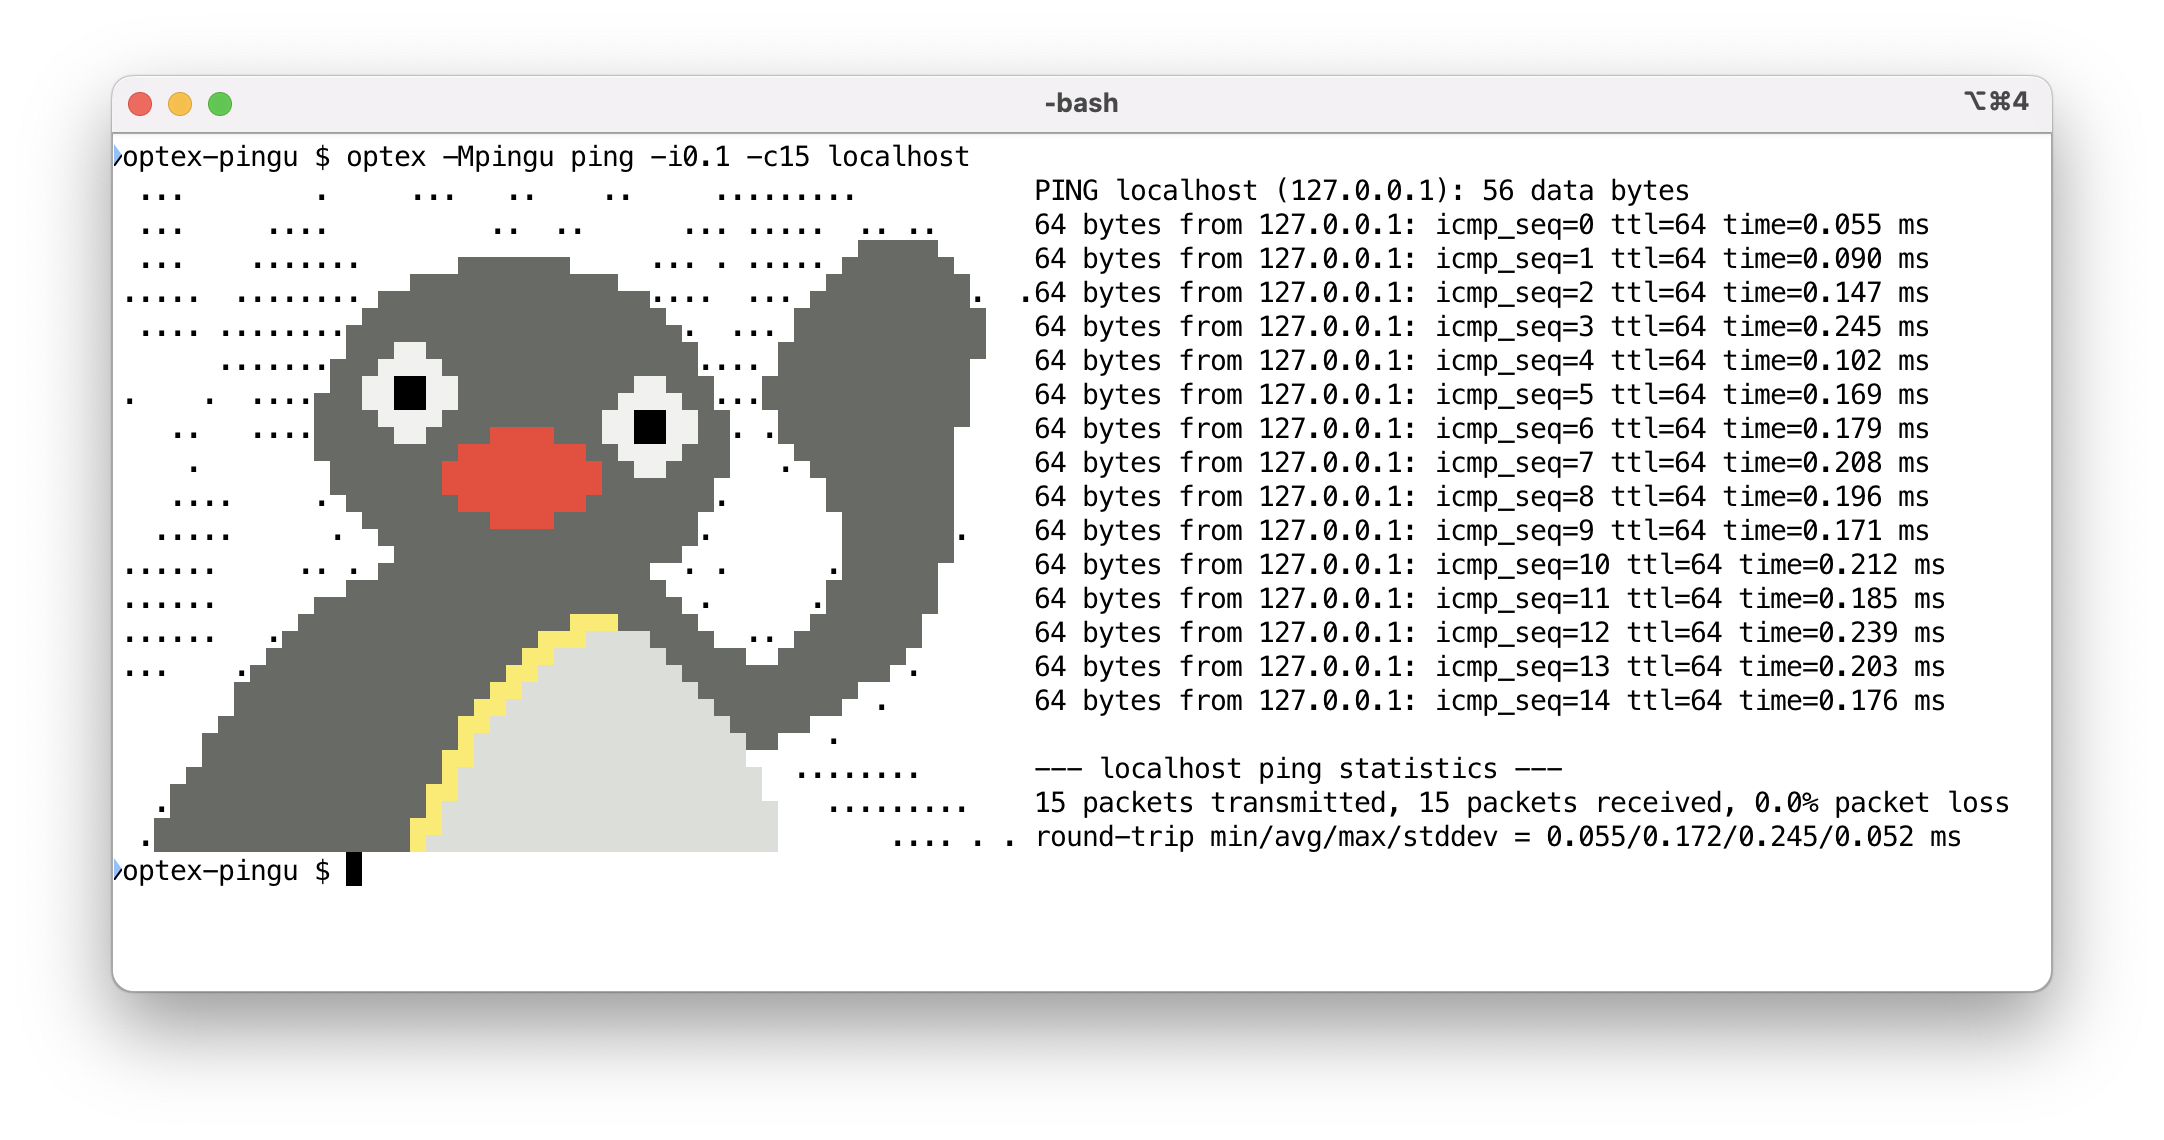 -bash
⌥⌘4
optex-pingu $ optex -Mpingu ping -i0.1 -c15 localhost
PING localhost (127.0.0.1): 56 data bytes
64 bytes from 127.0.0.1: icmp_seq=0 ttl=64 time=0.055 ms
64 bytes from 127.0.0.1: icmp_seq=1 ttl=64 time=0.090 ms
64 bytes from 127.0.0.1: icmp_seq=2 ttl=64 time=0.147 ms
64 bytes from 127.0.0.1: icmp_seq=3 ttl=64 time=0.245 ms
64 bytes from 127.0.0.1: icmp_seq=4 ttl=64 time=0.102 ms
64 bytes from 127.0.0.1: icmp_seq=5 ttl=64 time=0.169 ms
64 bytes from 127.0.0.1: icmp_seq=6 ttl=64 time=0.179 ms
64 bytes from 127.0.0.1: icmp_seq=7 ttl=64 time=0.208 ms
64 bytes from 127.0.0.1: icmp_seq=8 ttl=64 time=0.196 ms
64 bytes from 127.0.0.1: icmp_seq=9 ttl=64 time=0.171 ms
64 bytes from 127.0.0.1: icmp_seq=10 ttl=64 time=0.212 ms
64 bytes from 127.0.0.1: icmp_seq=11 ttl=64 time=0.185 ms
64 bytes from 127.0.0.1: icmp_seq=12 ttl=64 time=0.239 ms
64 bytes from 127.0.0.1: icmp_seq=13 ttl=64 time=0.203 ms
64 bytes from 127.0.0.1: icmp_seq=14 ttl=64 time=0.176 ms
--- localhost ping statistics ---
15 packets transmitted, 15 packets received, 0.0% packet loss
round-trip min/avg/max/stddev = 0.055/0.172/0.245/0.052 ms
optex-pingu $